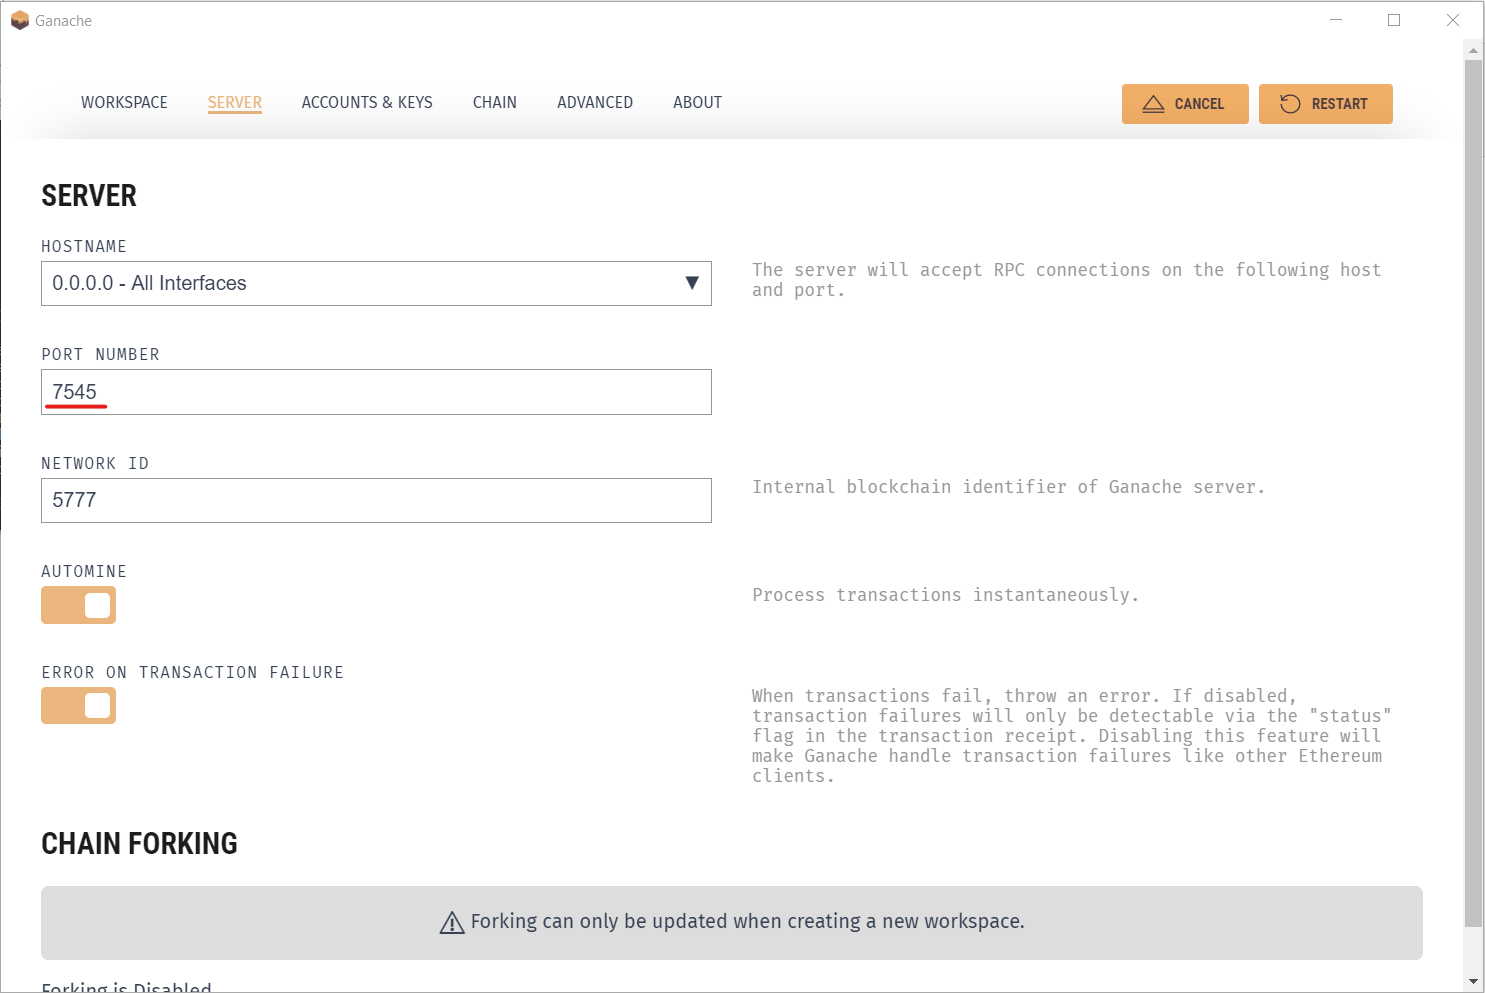 Ganache
WORKSPACE SERVER ACCOUNTS & KEYS CHAIN ADVANCED ABOUT CANCEL RESTART
SERVER
HOSTNAME
0.0.0.0 - All Interfaces ▼
The server will accept RPC connections on the following host
and port.
PORT NUMBER
7545
NETWORK ID
5777
Internal blockchain identifier of Ganache server.
AUTOMINE
Process transactions instantaneously.
ERROR ON TRANSACTION FAILURE
When transactions fail, throw an error. If disabled,
transaction failures will only be detectable via the "status"
flag in the transaction receipt. Disabling this feature will
make Ganache handle transaction failures like other Ethereum
clients.
CHAIN FORKING
Forking can only be updated when creating a new workspace.
Forking is Disabled